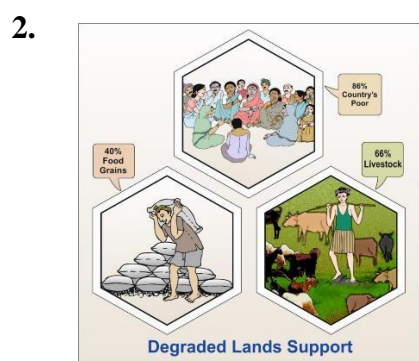 2.
86%
Country's
Poor
40%
Food
Grains
66%
Livestock
Degraded Lands Support